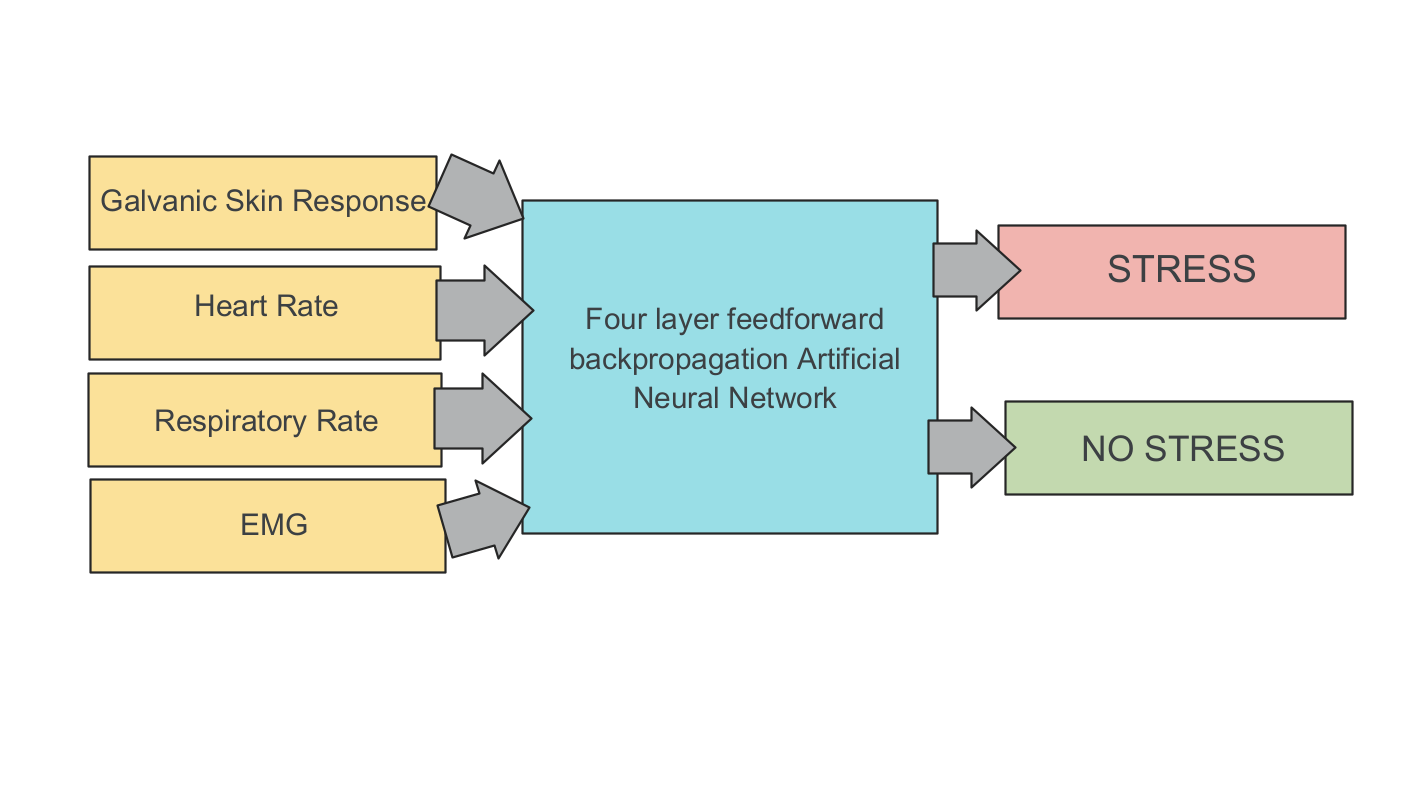 Galvanic Skin Response
Heart Rate
Respiratory Rate
EMG
Four layer feedforward
backpropagation Artificial
Neural Network
STRESS
NO STRESS